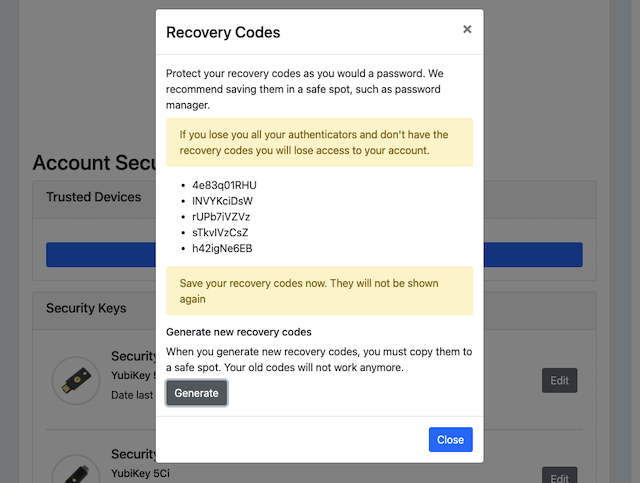 Recovery Codes
×
Protect your recovery codes as you would a password. We
recommend saving them in a safe spot, such as password
manager.
If you lose you all your authenticators and don't have the
recovery codes you will lose access to your account.
• 4e83q01RHU
• lNVYKciDsW
• rUPb7iVZVz
• sTkvlVzCsZ
• h42igNe6EB
Save your recovery codes now. They will not be shown
again
Generate new recovery codes
When you generate new recovery codes, you must copy them to
a safe spot. Your old codes will not work anymore.
Generate
Close
Account Secu
Trusted Devices
Security Keys
Security
YubiKey 5
Date last
Edit
Security
YubiKey 5Ci
Edit